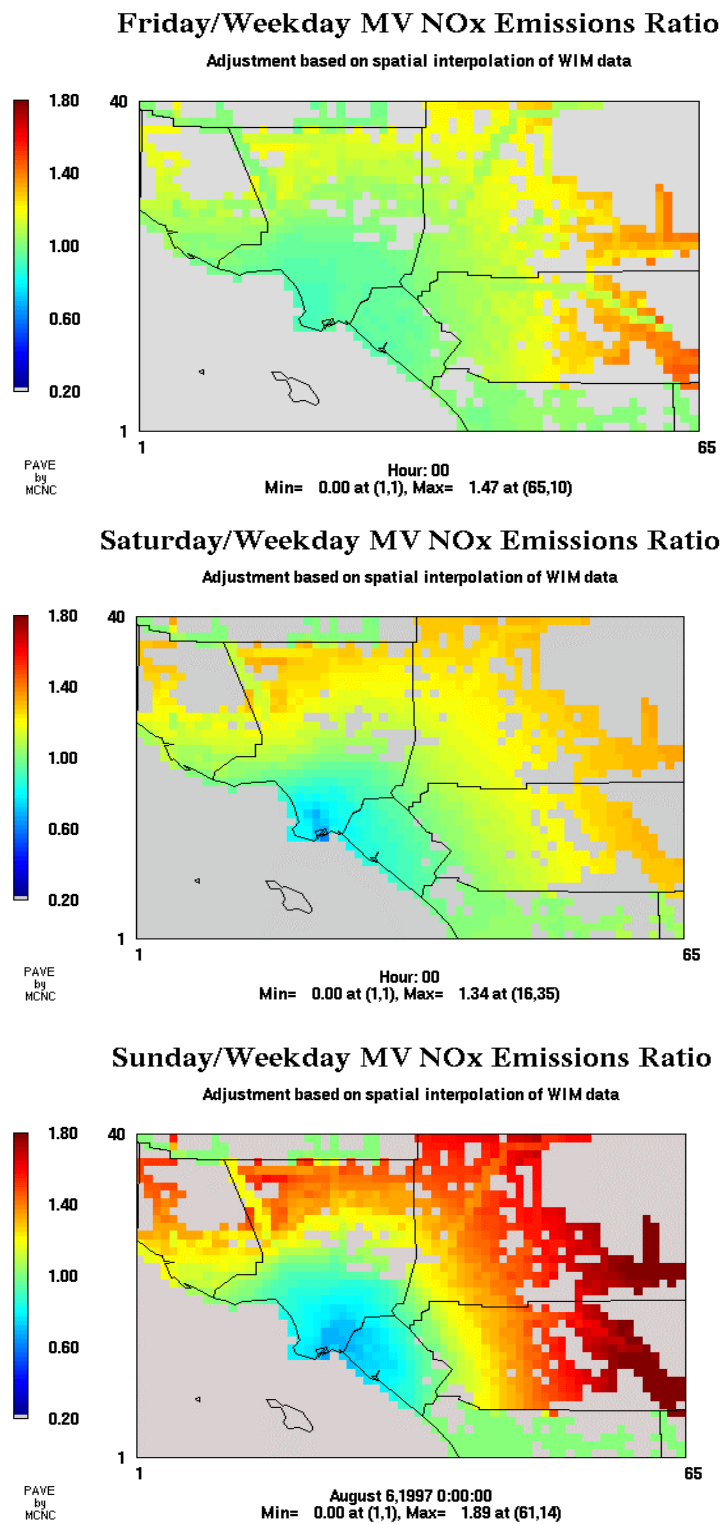 Friday/Weekday MV NOx Emissions Ratio
Adjustment based on spatial interpolation of WIM data
1.80
1.40
1.00
0.60
0.20
40
1
1
65
PAVE
by
MCNC
Hour: 00
Min= 0.00 at (1,1), Max= 1.47 at (65,10)
Saturday/Weekday MV NOx Emissions Ratio
Adjustment based on spatial interpolation of WIM data
1.80
1.40
1.00
0.60
0.20
40
1
1
65
PAVE
by
MCNC
Hour: 00
Min= 0.00 at (1,1), Max= 1.34 at (16,35)
Sunday/Weekday MV NOx Emissions Ratio
Adjustment based on spatial interpolation of WIM data
1.80
1.40
1.00
0.60
0.20
40
1
1
65
PAVE
by
MCNC
August 6,1997 0:00:00
Min= 0.00 at (1,1), Max= 1.89 at (61,14)